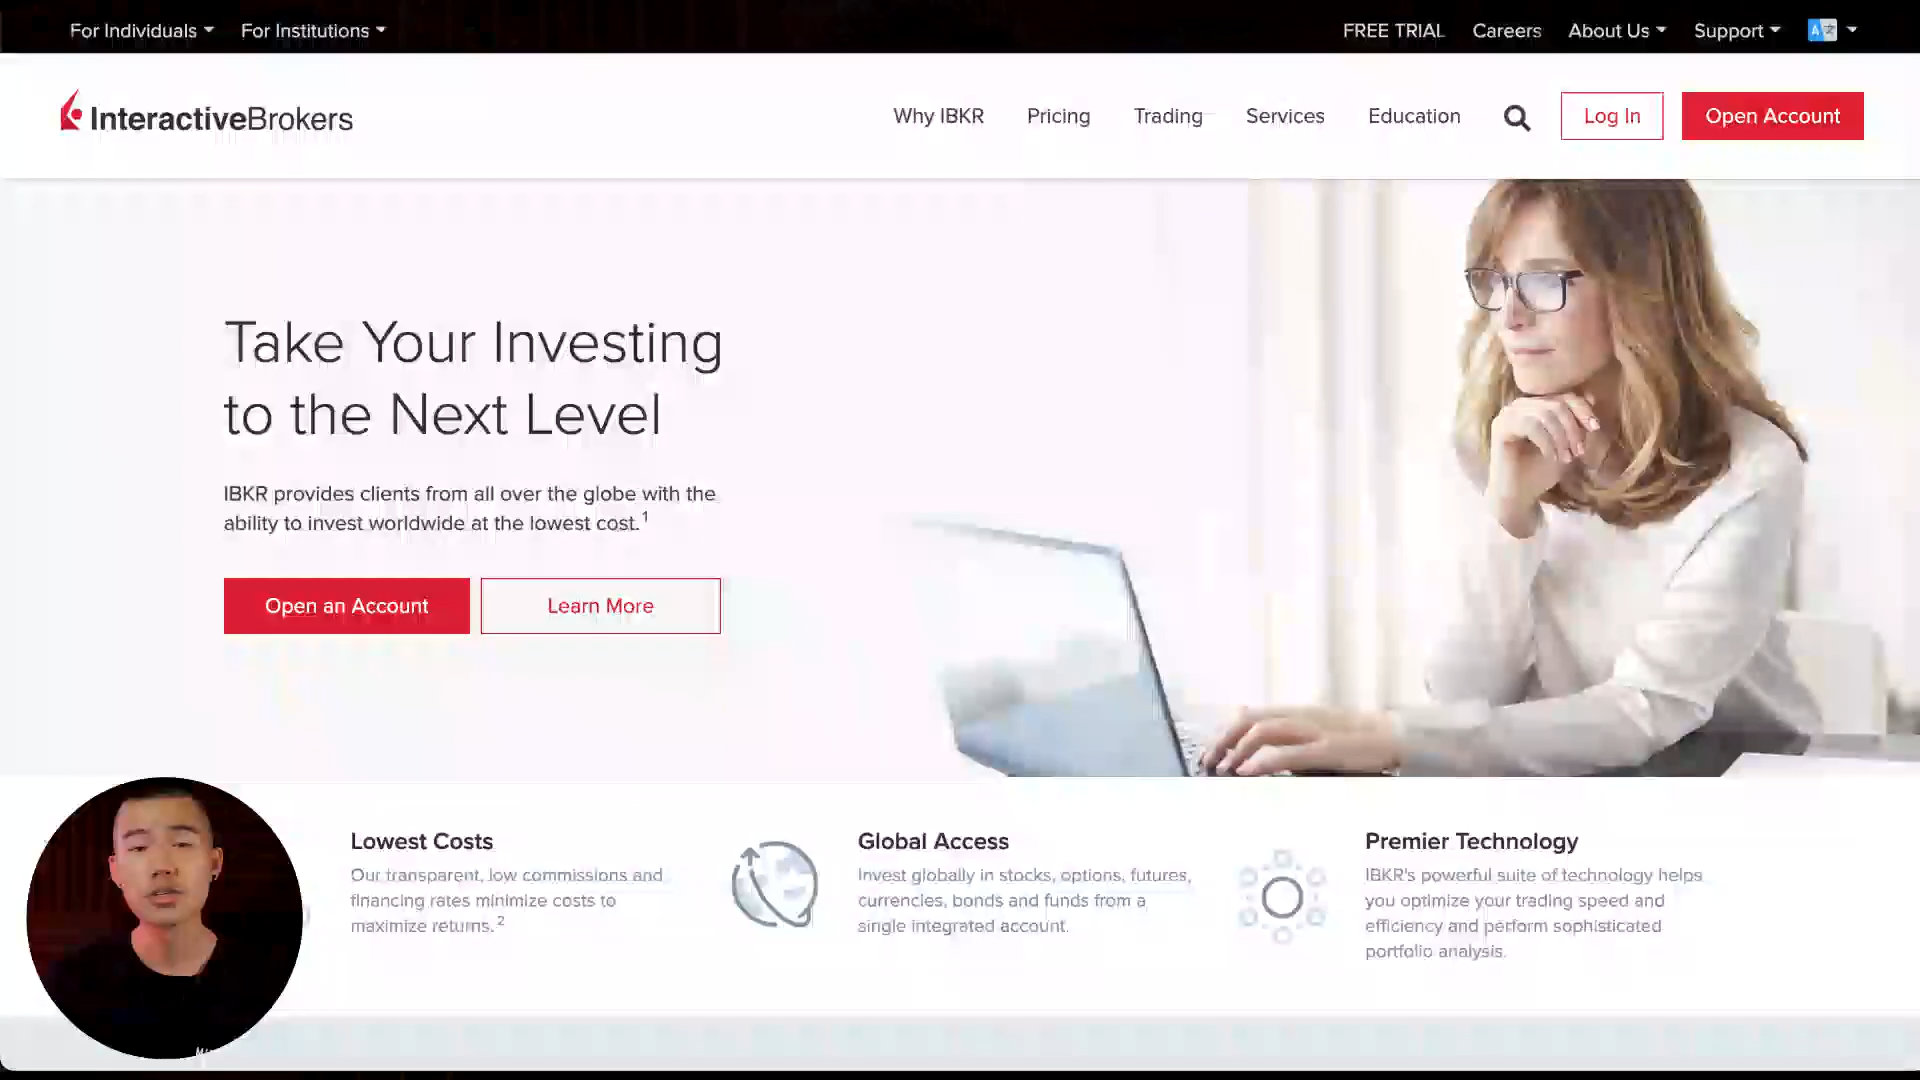 For Individuals
For Institutions
FREE TRIAL
Careers
About Us
Support
InteractiveBrokers
Why IBKR
Pricing
Trading
Services
Education
Log In
Open Account
Take Your Investing
to the Next Level
IBKR provides clients from all over the globe with the
ability to invest worldwide at the lowest cost.1
Open an Account
Learn More
Lowest Costs
Our transparent, low commissions and
financing rates minimize costs to
maximize returns.2
Global Access
Invest globally in stocks, options, futures,
currencies, bonds and funds from a
single integrated account.
Premier Technology
IBKR's powerful suite of technology helps
you optimize your trading speed and
efficiency and perform sophisticated
portfolio analysis.